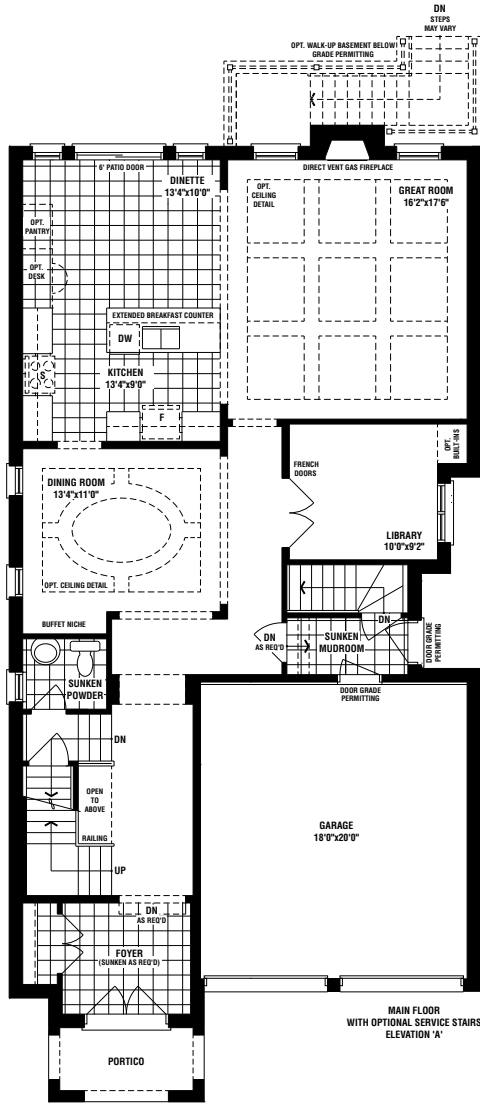 DN
STEPS
MAY VARY
OPT. WALK-UP BASEMENT BELOW
GRADE PERMITTING
6' PATIO DOOR
DIRECT VENT GAS FIREPLACE
DINETTE
13'4"x10'0"
OPT.
CEILING
DETAIL
GREAT ROOM
16'2"x17'6"
OPT.
PANTRY
OPT.
DESK
EXTENDED BREAKFAST COUNTER
DW
S
KITCHEN
13'4"x9'0"
F
FRENCH
DOORS
OPT.
BUILT-INS
DINING ROOM
13'4"x11'0"
LIBRARY
10'0"x9'2"
OPT. CEILING DETAIL
BUFFET NICHE
DN
AS REQ'D
DN
SUNKEN
MUDROOM
DOOR GRADE
PERMITTING
SUNKEN
POWDER
DOOR GRADE
PERMITTING
DN
OPEN
TO
ABOVE
RAILING
UP
GARAGE
18'0"x20'0"
DN
AS REQ'D
FOYER
(SUNKEN AS REQ'D)
PORTICO
MAIN FLOOR
WITH OPTIONAL SERVICE STAIRS
ELEVATION 'A'